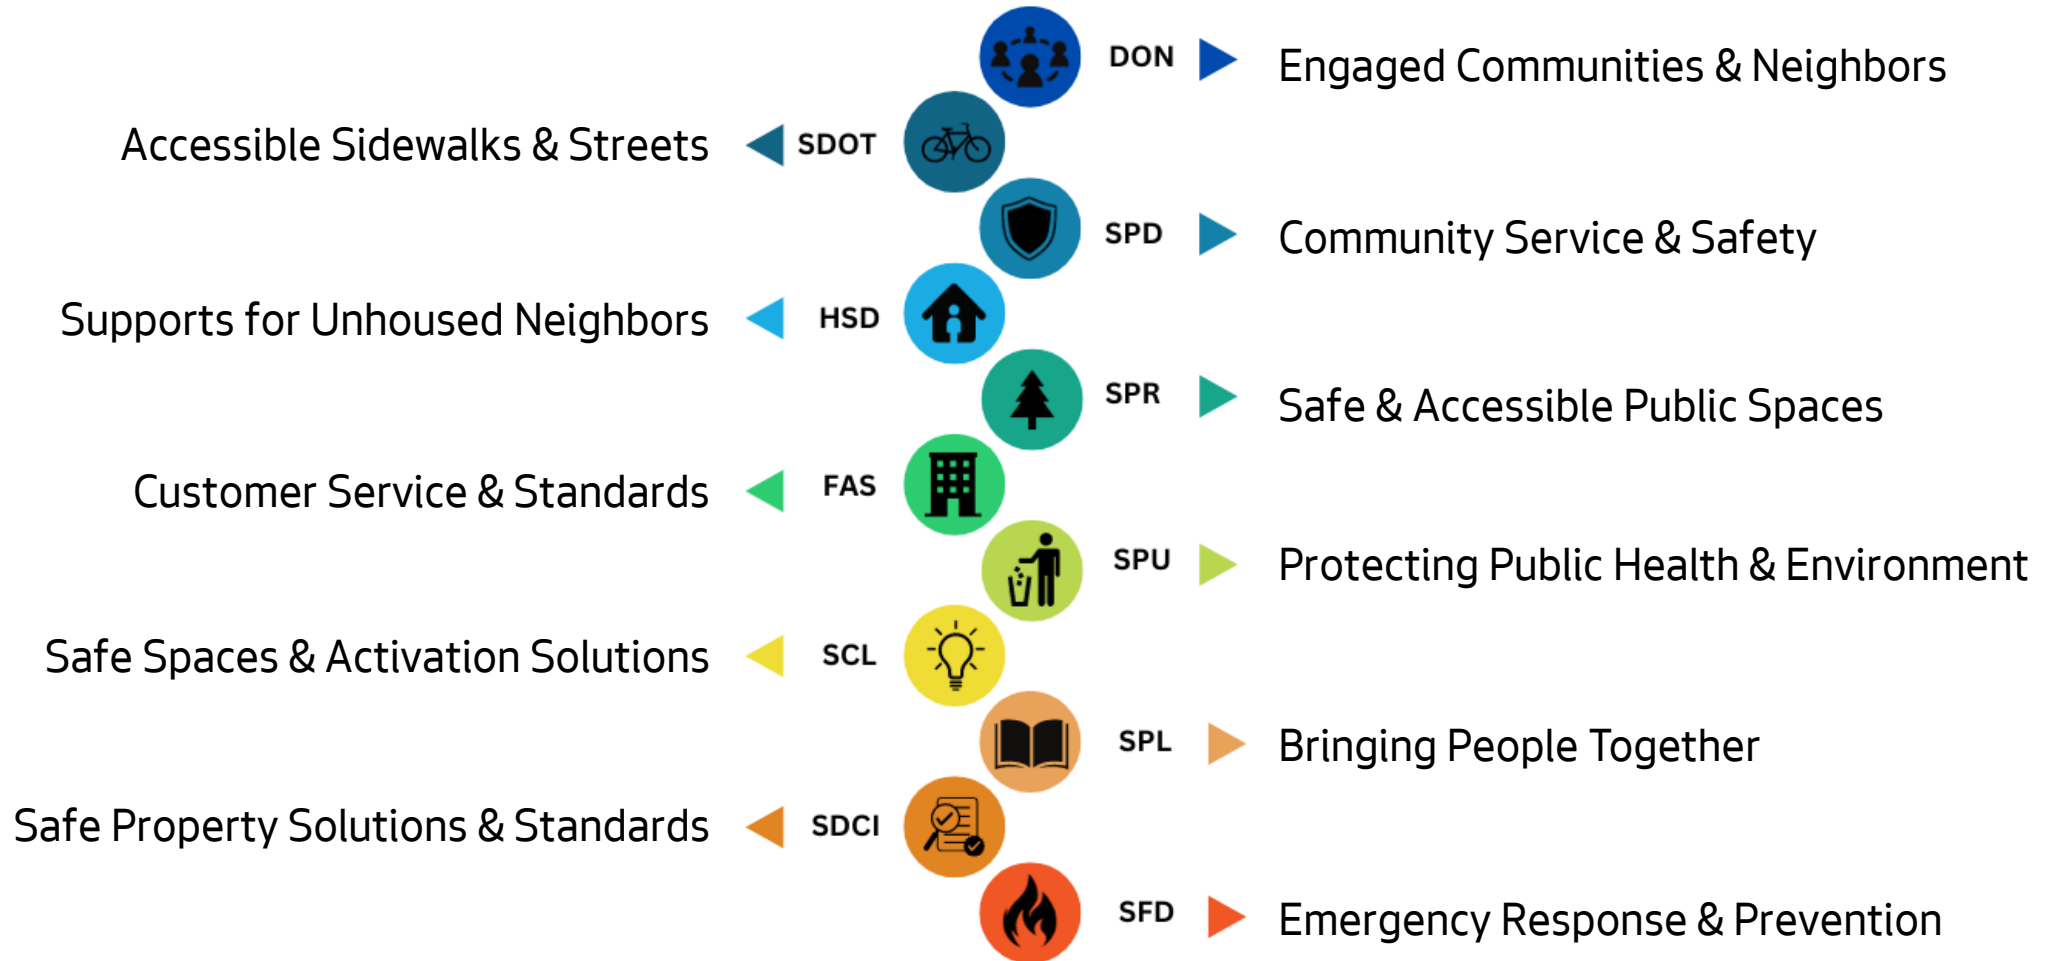 DON Engaged Communities & Neighbors
Accessible Sidewalks & Streets SDOT
SPD Community Service & Safety
Supports for Unhoused Neighbors HSD
SPR Safe & Accessible Public Spaces
Customer Service & Standards FAS
SPU Protecting Public Health & Environment
Safe Spaces & Activation Solutions SCL
SPL Bringing People Together
Safe Property Solutions & Standards SDCI
SFD Emergency Response & Prevention